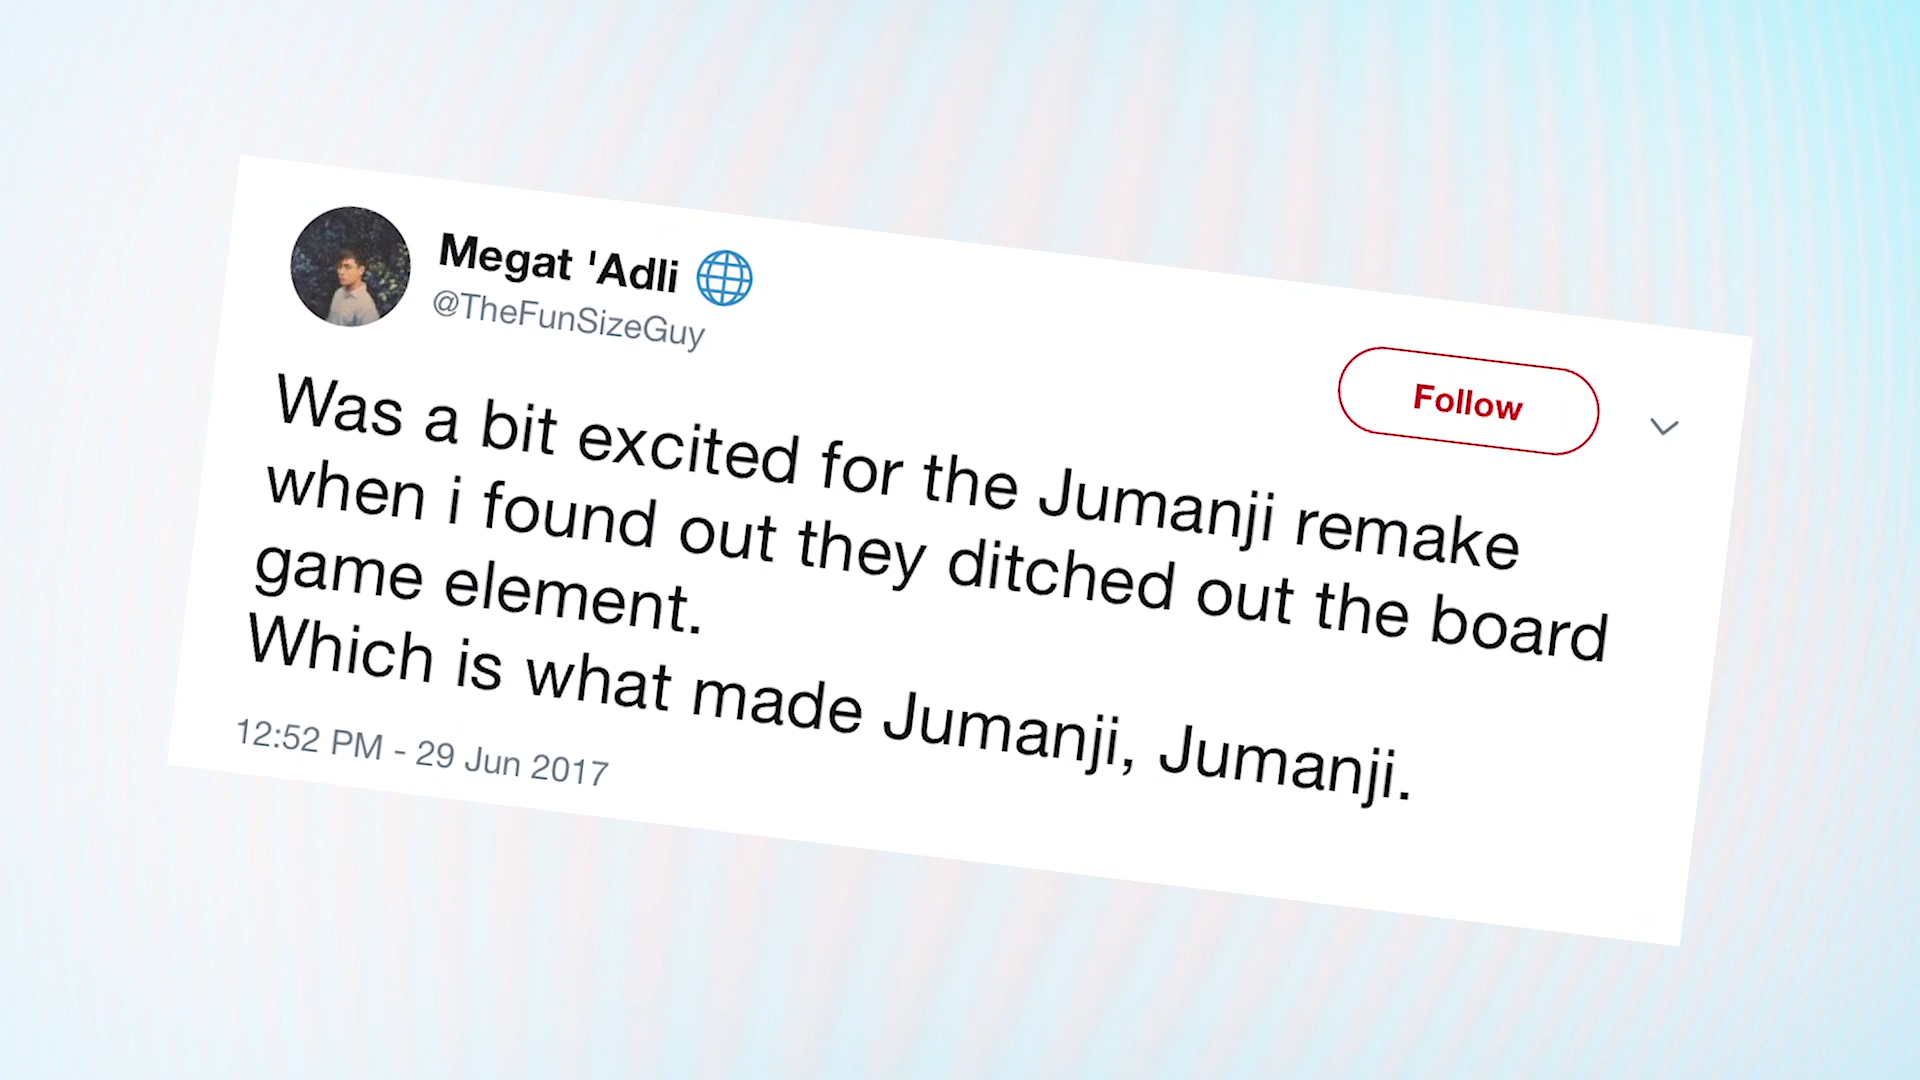 Megat 'Adli 🌐
@TheFunSizeGuy
Follow
Was a bit excited for the Jumanji remake
when i found out they ditched out the board
game element.
Which is what made Jumanji, Jumanji.
12:52 PM - 29 Jun 2017